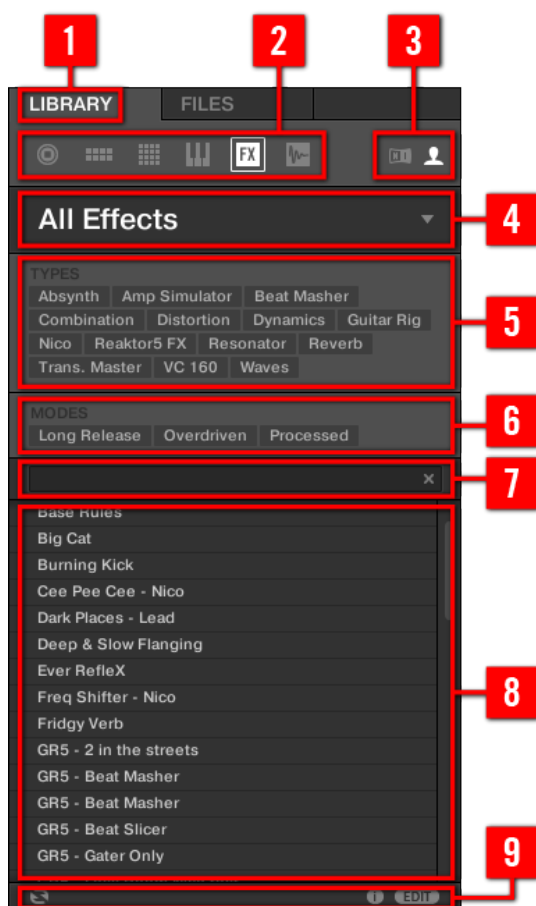 1 2 3
LIBRARY FILES
FX NI
All Effects 4
TYPES
Absynth Amp Simulator Beat Masher
Combination Distortion Dynamics Guitar Rig 5
Nico Reaktor5 FX Resonator Reverb
Trans. Master VC 160 Waves
MODES 6
Long Release Overdriven Processed
× 7
Base Rules
Big Cat
Burning Kick
Cee Pee Cee - Nico
Dark Places - Lead
Deep & Slow Flanging
Ever RefleX
Freq Shifter - Nico 8
Fridgy Verb
GR5 - 2 in the streets
GR5 - Beat Masher
GR5 - Beat Masher
GR5 - Beat Slicer
GR5 - Gater Only
i EDIT 9